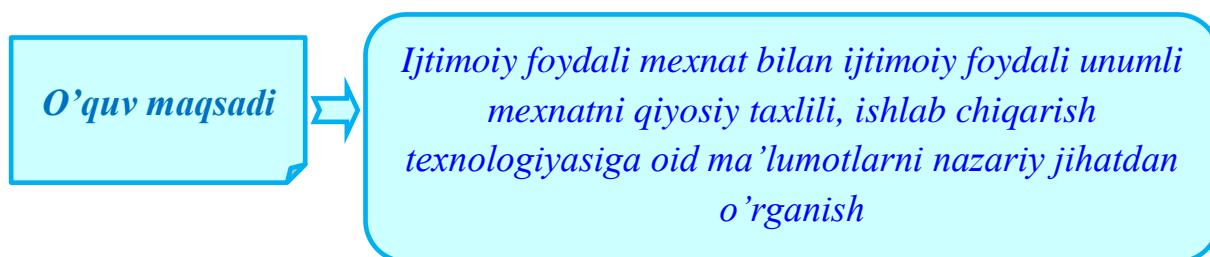 O’quv maqsadi
Ijtimoiy foydali mexnat bilan ijtimoiy foydali unumli
mexnatni qiyosiy taxlili, ishlab chiqarish
texnologiyasiga oid ma’lumotlarni nazariy jihatdan
o’rganish